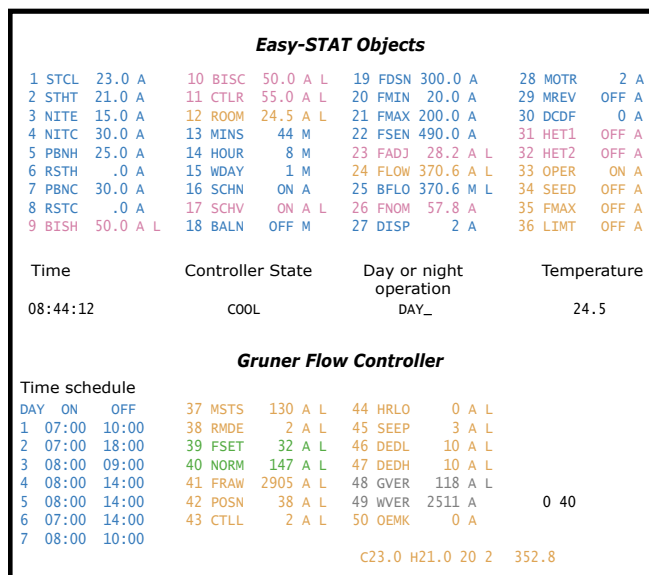 Easy-STAT Objects
1 STCL 23.0 A 10 BISC 50.0 A L 19 FDSN 300.0 A 28 MOTR 2 A
2 STHT 21.0 A 11 CTLR 55.0 A L 20 FMIN 20.0 A 29 MREV OFF A
3 NITE 15.0 A 12 ROOM 24.5 A L 21 FMAX 200.0 A 30 DCDF 0 A
4 NITC 30.0 A 13 MINS 44 M 22 FSEN 490.0 A 31 HET1 OFF A
5 PBNH 25.0 A 14 HOUR 8 M 23 FADJ 28.2 A L 32 HET2 OFF A
6 RSTH .0 A 15 WDAY 1 M 24 FLOW 370.6 A L 33 OPER ON A
7 PBNC 30.0 A 16 SCHN ON A 25 BFLO 370.6 M L 34 SEED OFF A
8 RSTC .0 A 17 SCHV ON A L 26 FNOM 57.8 A 35 FMAX OFF A
9 BISH 50.0 A L 18 BALN OFF M 27 DISP 2 A 36 LIMT OFF A
Time Controller State Day or night operation Temperature
08:44:12 COOL DAY_ 24.5
Gruner Flow Controller
Time schedule
DAY ON OFF 37 MSTS 130 A L 44 HRLO 0 A L
1 07:00 10:00 38 RMDE 2 A L 45 SEEP 3 A L
2 07:00 18:00 39 FSET 32 A L 46 DEDL 10 A L
3 08:00 09:00 40 NORM 147 A L 47 DEDH 10 A L
4 08:00 14:00 41 FRAW 2905 A L 48 GVER 118 A L
5 08:00 14:00 42 POSN 38 A L 49 WVER 2511 A 0 40
6 07:00 14:00 43 CTLL 2 A L 50 OEMK 0 A
7 08:00 10:00
C23.0 H21.0 20 2 352.8